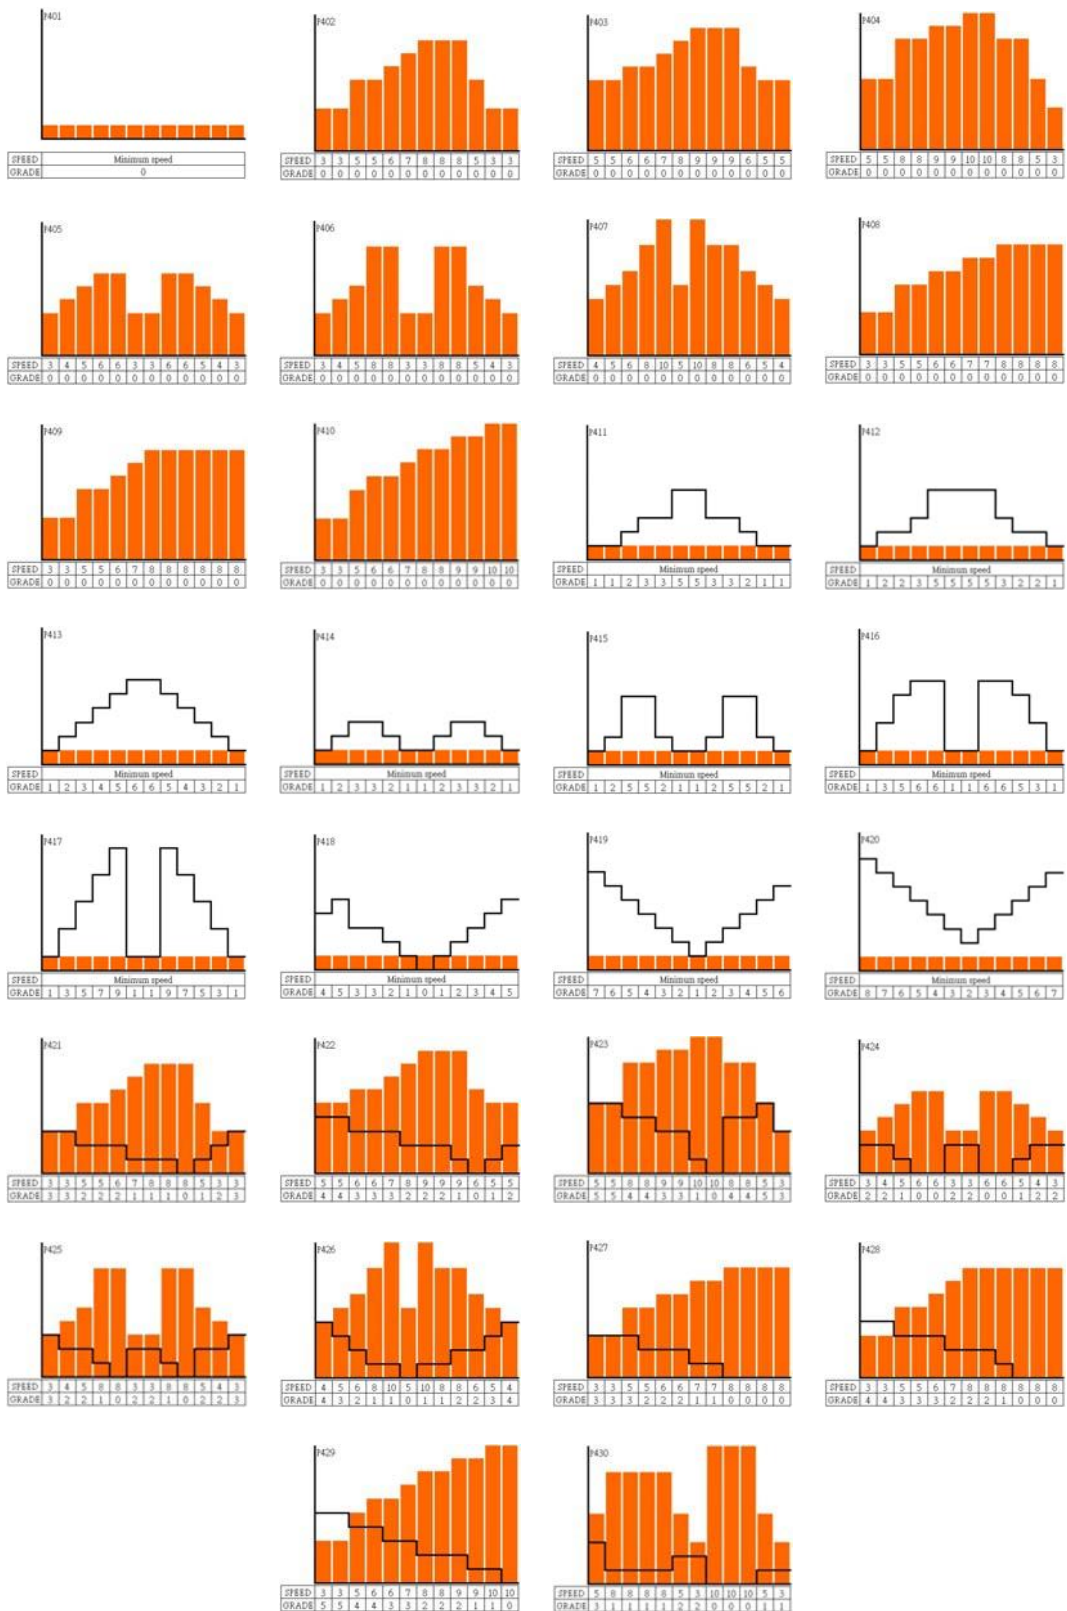 P401
SPEED Minimum speed
GRADE 0
P402
SPEED 3 3 5 5 6 7 8 8 8 5 3 3
GRADE 0 0 0 0 0 0 0 0 0 0 0 0
P403
SPEED 5 5 6 6 7 8 9 9 9 6 5 5
GRADE 0 0 0 0 0 0 0 0 0 0 0 0
P404
SPEED 5 5 8 8 9 9 10 10 8 8 5 3
GRADE 0 0 0 0 0 0 0 0 0 0 0 0
P405
SPEED 3 4 5 6 6 3 3 6 6 5 4 3
GRADE 0 0 0 0 0 0 0 0 0 0 0 0
P406
SPEED 3 4 5 8 8 3 3 8 8 5 4 3
GRADE 0 0 0 0 0 0 0 0 0 0 0 0
P407
SPEED 4 5 6 8 10 5 10 8 8 6 5 4
GRADE 0 0 0 0 0 0 0 0 0 0 0 0
P408
SPEED 3 3 5 5 6 6 7 7 8 8 8 8
GRADE 0 0 0 0 0 0 0 0 0 0 0 0
P409
SPEED 3 3 5 5 6 7 8 8 8 8 8 8
GRADE 0 0 0 0 0 0 0 0 0 0 0 0
P410
SPEED 3 3 5 6 6 7 8 8 9 9 10 10
GRADE 0 0 0 0 0 0 0 0 0 0 0 0
P411
SPEED Minimum speed
GRADE 1 1 2 3 3 5 5 3 3 2 1 1
P412
SPEED Minimum speed
GRADE 1 2 2 3 5 5 5 5 3 2 2 1
P413
SPEED Minimum speed
GRADE 1 2 3 4 5 6 6 5 4 3 2 1
P414
SPEED Minimum speed
GRADE 1 2 3 3 2 1 1 2 3 3 2 1
P415
SPEED Minimum speed
GRADE 1 2 5 5 2 1 1 2 5 5 2 1
P416
SPEED Minimum speed
GRADE 1 3 5 6 6 1 1 6 6 5 3 1
P417
SPEED Minimum speed
GRADE 1 3 5 7 9 1 1 9 7 5 3 1
P418
SPEED Minimum speed
GRADE 4 5 3 3 2 1 0 1 2 3 4 5
P419
SPEED Minimum speed
GRADE 7 6 5 4 3 2 1 2 3 4 5 6
P420
SPEED Minimum speed
GRADE 8 7 6 5 4 3 2 3 4 5 6 7
P421
SPEED 3 3 5 5 6 7 8 8 8 5 3 3
GRADE 3 3 2 2 2 1 1 1 0 1 2 3
P422
SPEED 5 5 6 6 7 8 9 9 9 6 5 5
GRADE 4 4 3 3 3 2 2 2 1 0 1 2
P423
SPEED 5 5 8 8 9 9 10 10 8 8 5 3
GRADE 5 5 4 4 3 3 1 0 4 4 5 3
P424
SPEED 3 4 5 6 6 3 3 6 6 5 4 3
GRADE 2 2 1 0 0 2 2 0 0 1 2 2
P425
SPEED 3 4 5 8 8 3 3 8 8 5 4 3
GRADE 3 2 2 1 0 2 2 1 0 2 2 3
P426
SPEED 4 5 6 8 10 5 10 8 8 6 5 4
GRADE 4 3 2 1 1 0 1 1 2 2 3 4
P427
SPEED 3 3 5 5 6 6 7 7 8 8 8 8
GRADE 3 3 3 2 2 2 1 1 0 0 0 0
P428
SPEED 3 3 5 5 6 7 8 8 8 8 8 8
GRADE 4 4 3 3 3 2 2 2 1 0 0 0
P429
SPEED 3 3 5 6 6 7 8 8 9 9 10 10
GRADE 5 5 4 4 3 3 2 2 2 1 1 0
P430
SPEED 5 8 8 8 8 5 3 10 10 10 5 3
GRADE 3 1 1 1 1 2 2 0 0 0 1 1